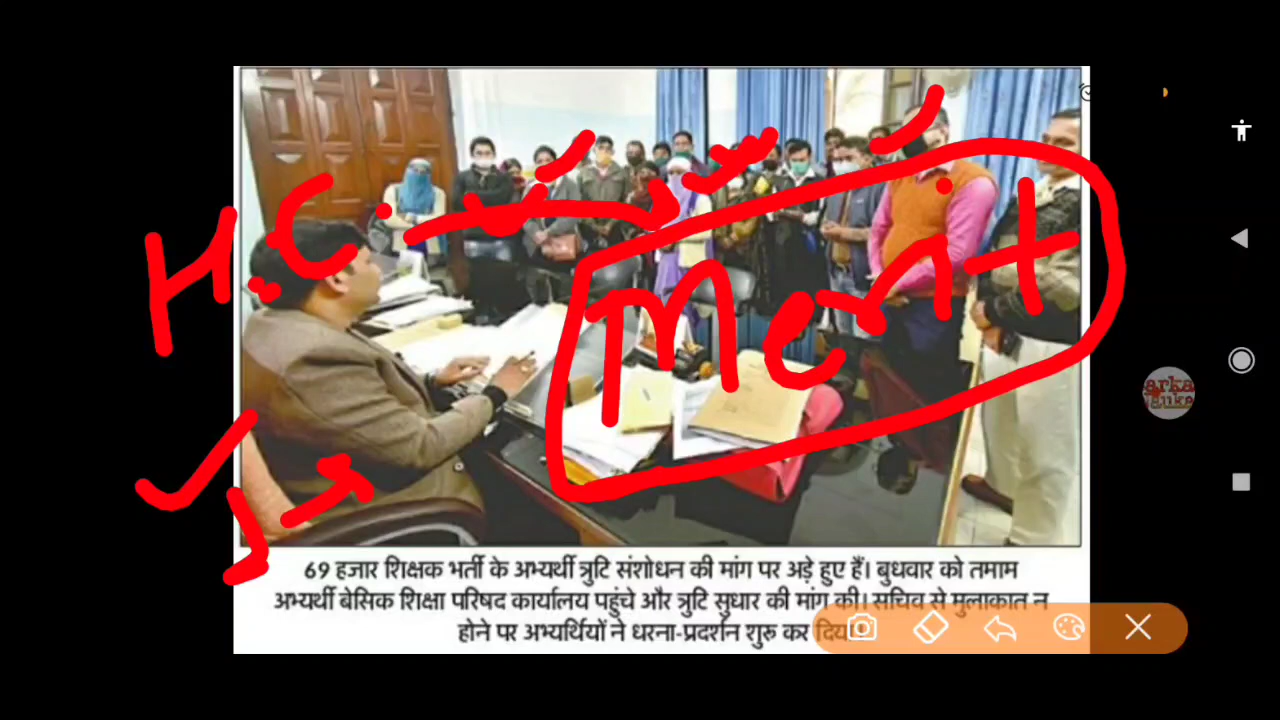 H.C.
Merit
69 हजार शिक्षक भर्ती के अभ्यर्थी त्रुटि संशोधन की मांग पर अड़े हुए हैं। बुधवार को तमाम
अभ्यर्थी बेसिक शिक्षा परिषद कार्यालय पहुंचे और त्रुटि सुधार की मांग की। सचिव से मुलाकात न
होने पर अभ्यर्थियों ने धरना-प्रदर्शन शुरू कर दिया